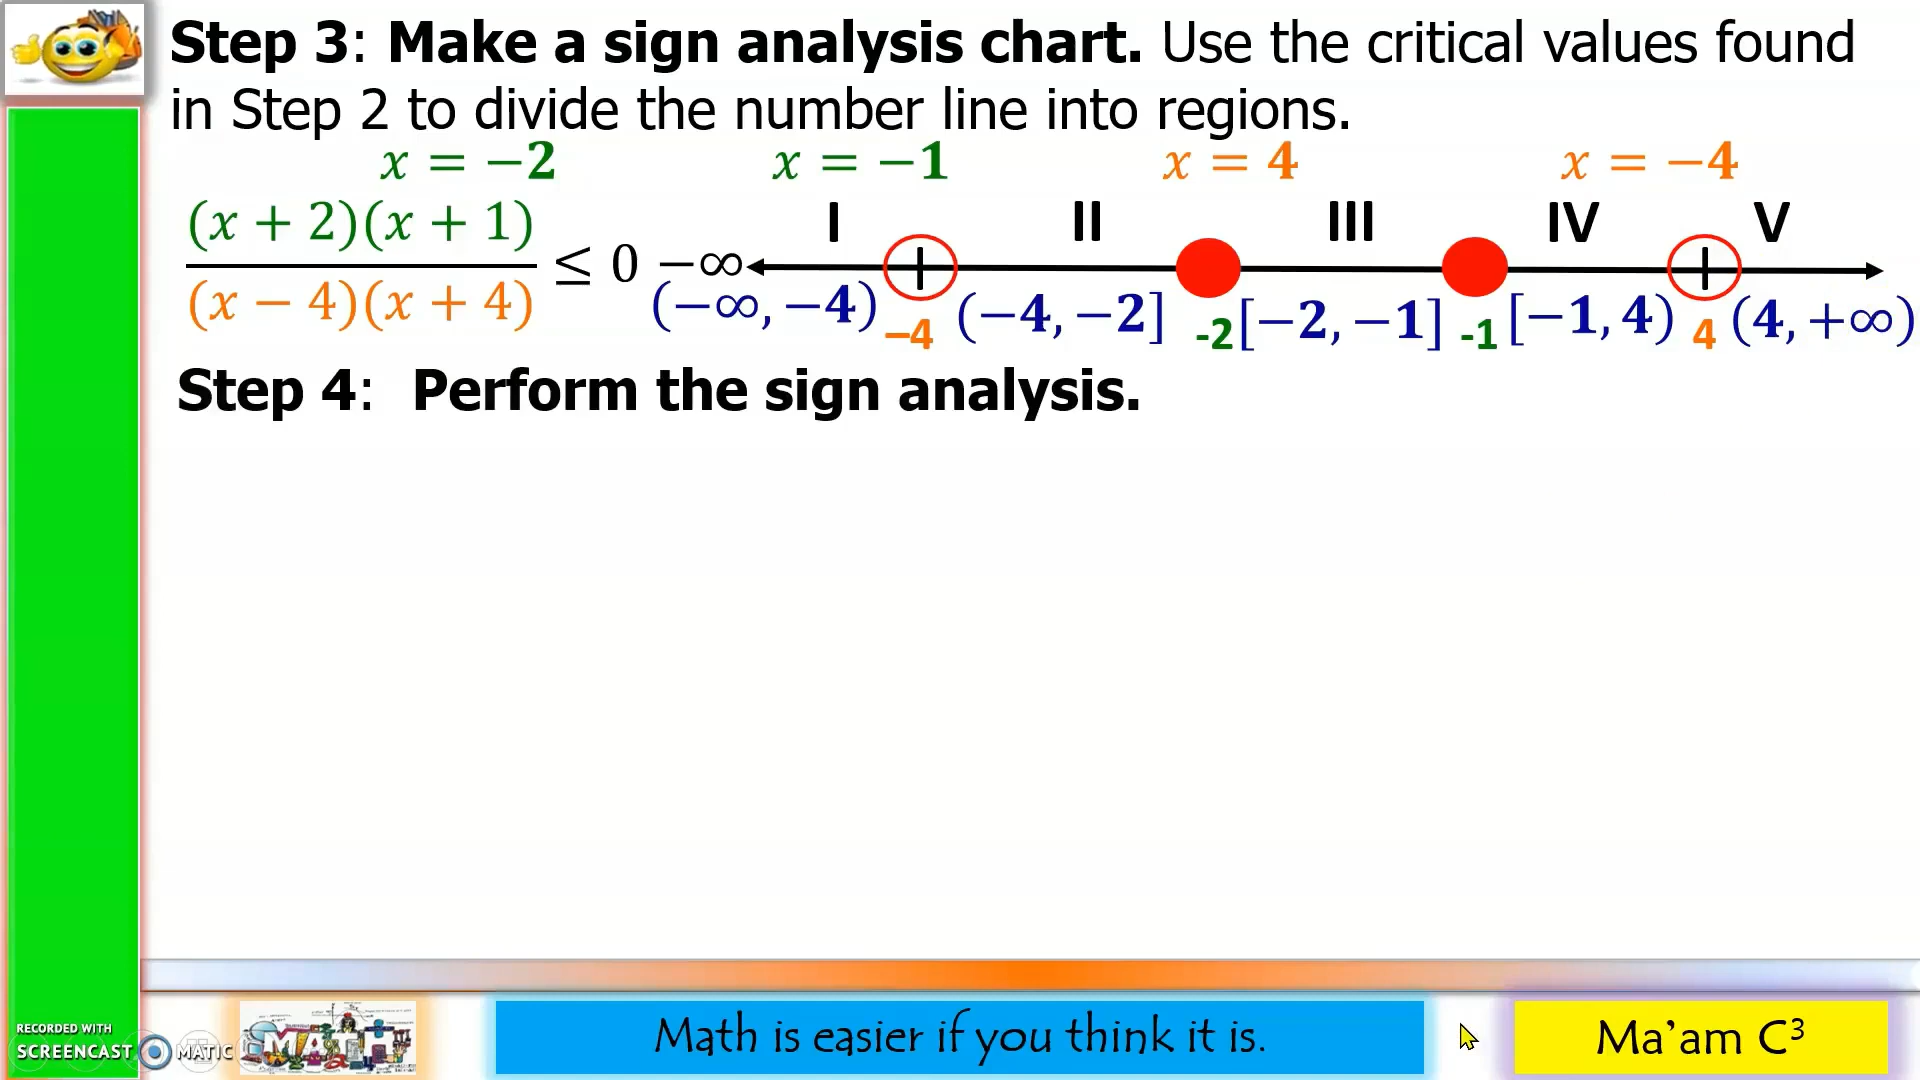 Step 3: Make a sign analysis chart. Use the critical values found
in Step 2 to divide the number line into regions.
x = −2 x = −1 x = 4 x = −4
I II III IV V
(x + 2)(x + 1)
(x − 4)(x + 4)
≤ 0 −∞
(−∞, −4) −4 (−4, −2] -2 [−2, −1] -1 [−1, 4) 4 (4, +∞)
Step 4: Perform the sign analysis.
RECORDED WITH
SCREENCAST MATIC
MATH
Math is easier if you think it is.
Ma’am C³